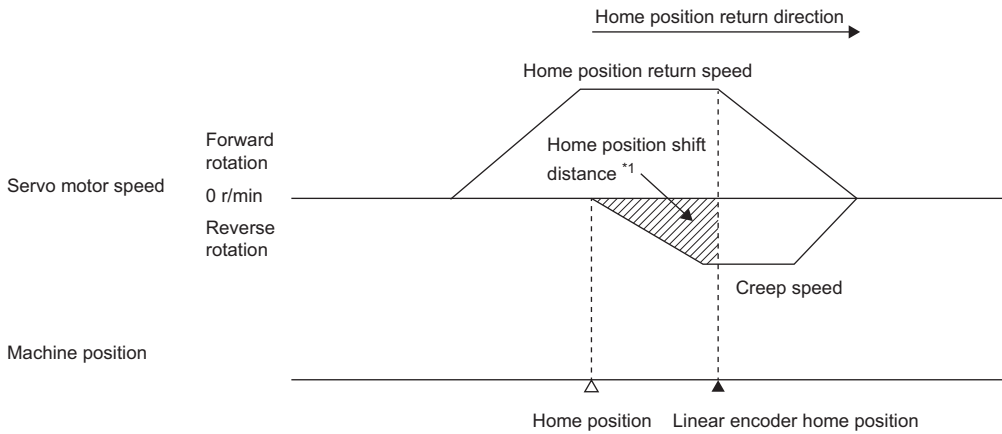 Home position return direction
Home position return speed
Forward
rotation
Home position shift
distance *1
Servo motor speed
0 r/min
Reverse
rotation
Creep speed
Machine position
Home position
Linear encoder home position